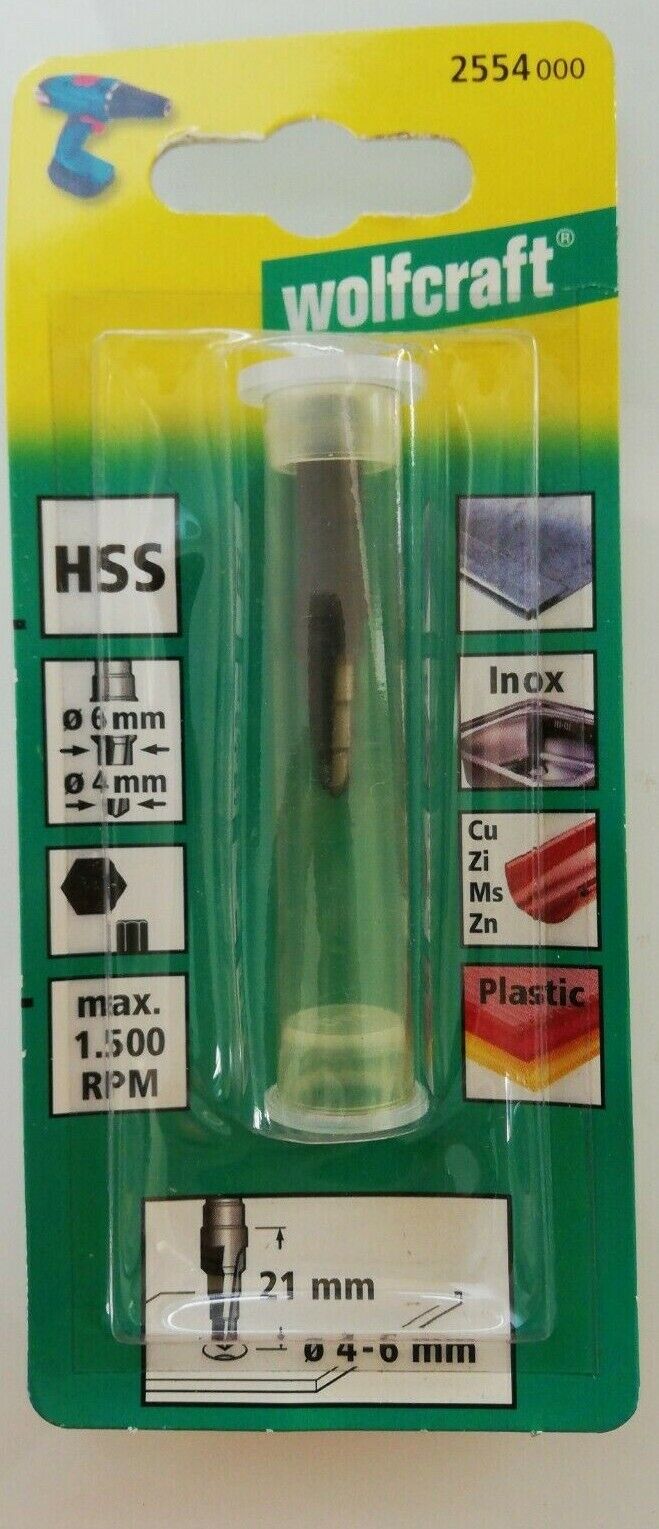 2554 000
wolfcraft®
HSS
ø 6 mm
ø 4 mm
max.
1.500
RPM
Inox
Cu
Zi
Ms
Zn
Plastic
21 mm
ø 4-6 mm